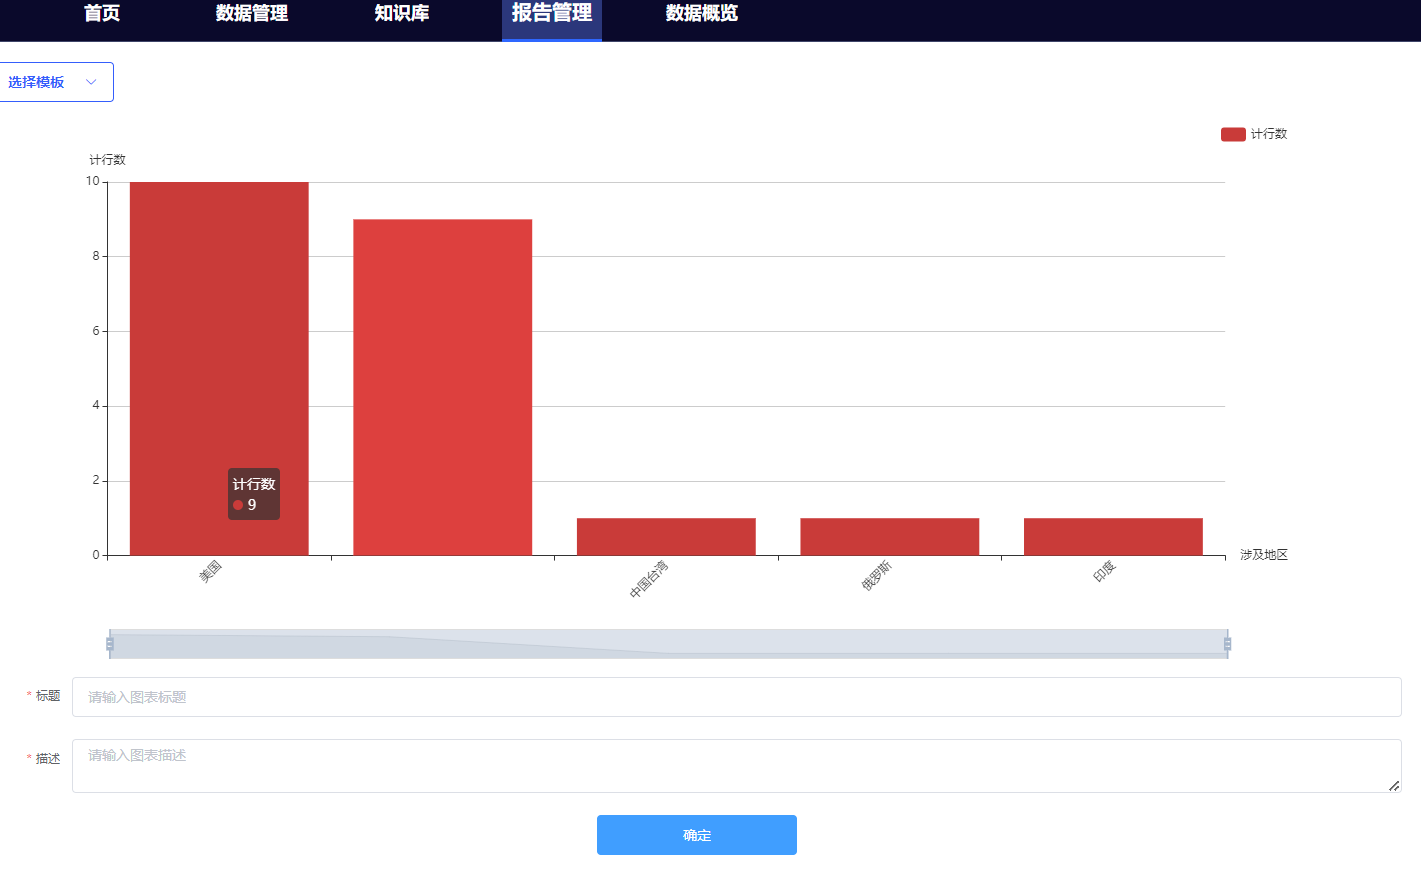 首页 数据管理 知识库 报告管理 数据概览
选择模板
计行数
计行数
10
8
6
4
2
0
计行数
9
美国 中国台湾 俄罗斯 印度
涉及地区
* 标题 请输入图表标题
* 描述 请输入图表描述
确定